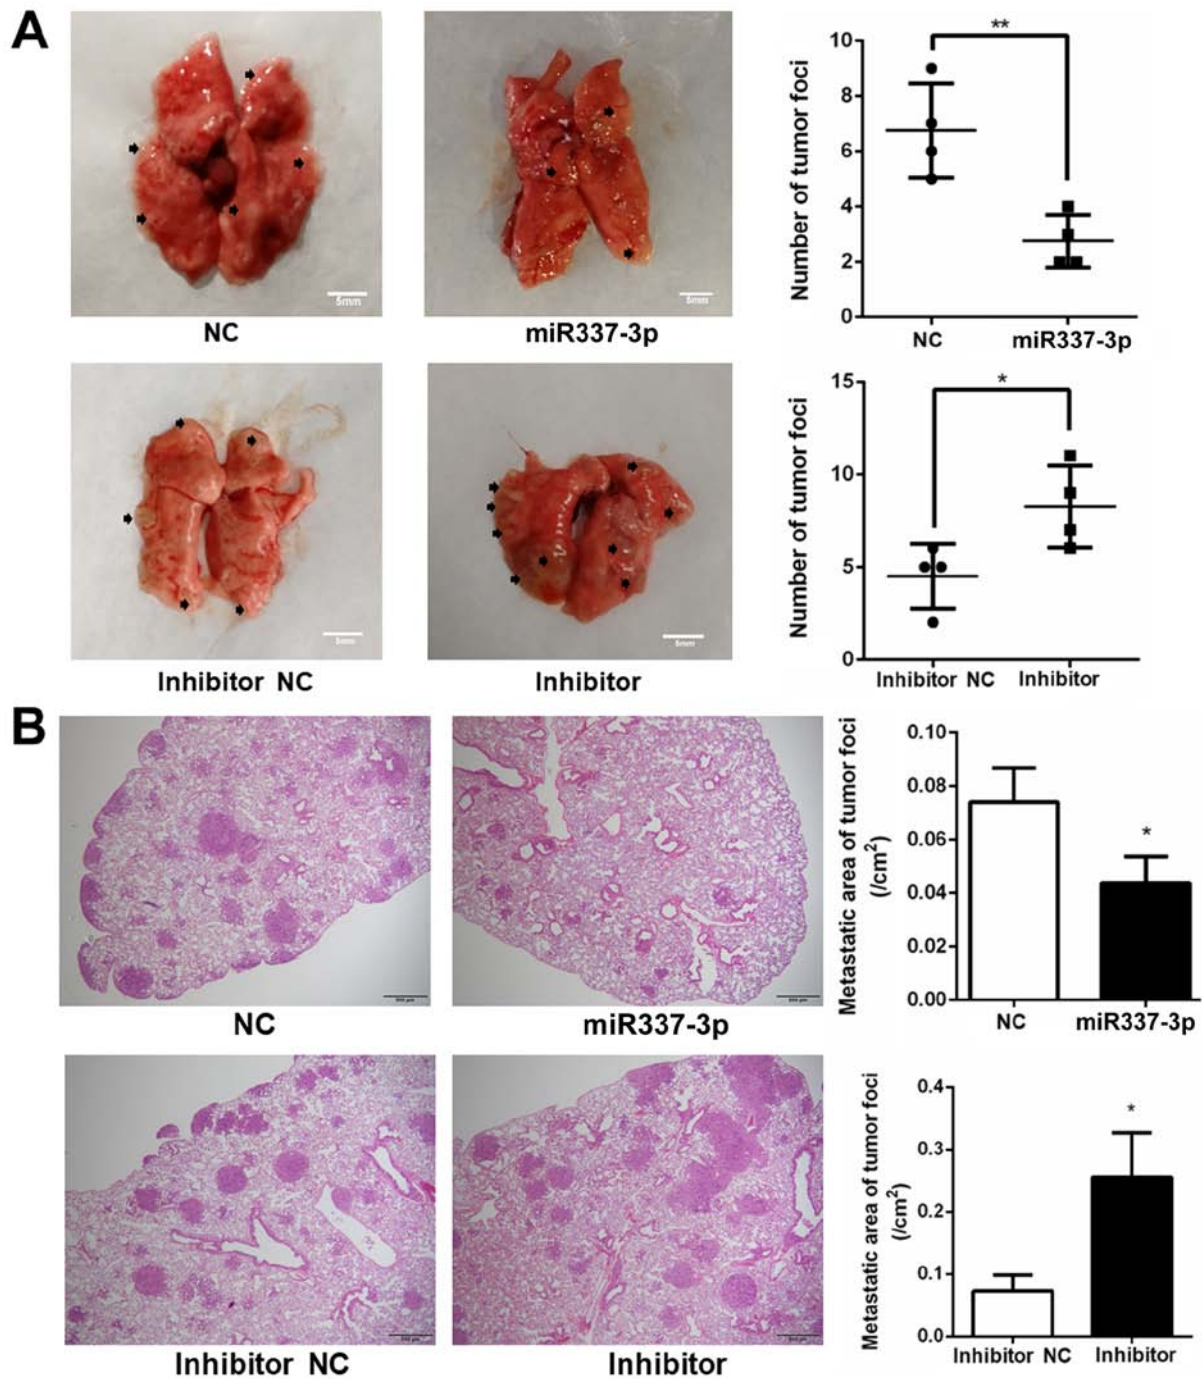 A
5mm
NC
5mm
miR337-3p
Number of tumor foci
10
8
6
4
2
0
**
NC
miR337-3p
5mm
Inhibitor NC
5mm
Inhibitor
Number of tumor foci
15
10
5
0
*
Inhibitor NC
Inhibitor
B
NC
miR337-3p
Metastatic area of tumor foci
(/cm²)
0.10
0.08
0.06
0.04
0.02
0.00
*
NC
miR337-3p
Inhibitor NC
Inhibitor
Metastatic area of tumor foci
(/cm²)
0.4
0.3
0.2
0.1
0.0
*
Inhibitor NC
Inhibitor